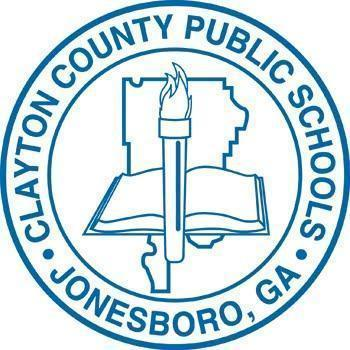 • CLAYTON COUNTY PUBLIC SCHOOLS •
JONESBORO, GA